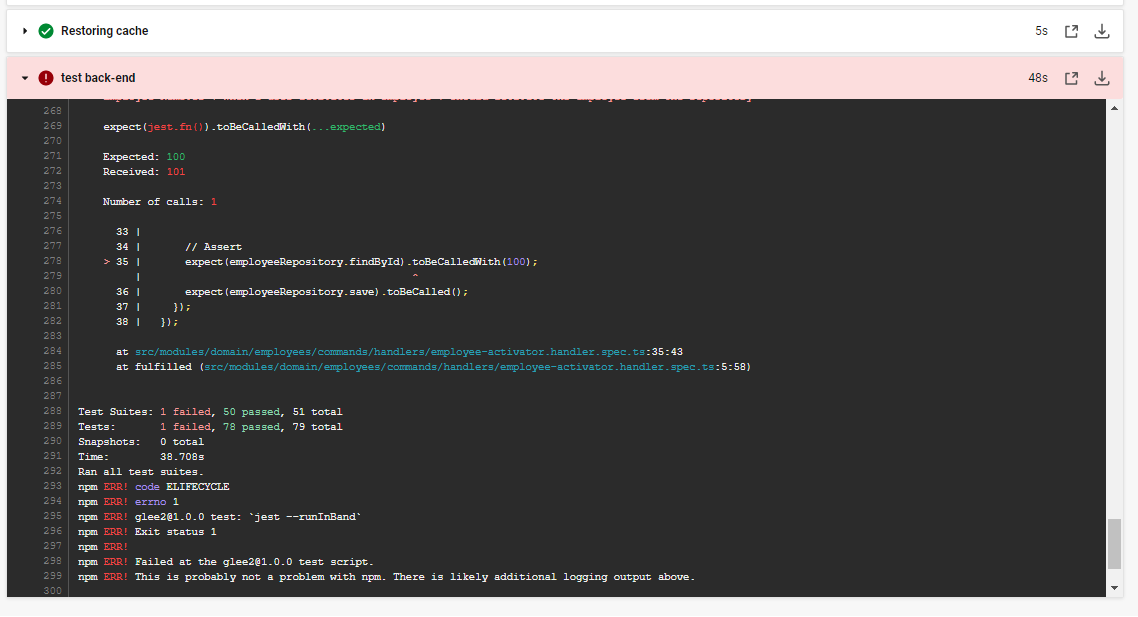 Restoring cache 5s
test back-end 48s
268
269 expect(jest.fn()).toBeCalledWith(...expected)
270
271 Expected: 100
272 Received: 101
273
274 Number of calls: 1
275
276 33 |
277 34 | // Assert
278 > 35 | expect(employeeRepository.findById).toBeCalledWith(100);
279 | ^
280 36 | expect(employeeRepository.save).toBeCalled();
281 37 | });
282 38 | });
283
284 at src/modules/domain/employees/commands/handlers/employee-activator.handler.spec.ts:35:43
285 at fulfilled (src/modules/domain/employees/commands/handlers/employee-activator.handler.spec.ts:5:58)
286
287
288 Test Suites: 1 failed, 50 passed, 51 total
289 Tests: 1 failed, 78 passed, 79 total
290 Snapshots: 0 total
291 Time: 38.708s
292 Ran all test suites.
293 npm ERR! code ELIFECYCLE
294 npm ERR! errno 1
295 npm ERR! glee2@1.0.0 test: `jest --runInBand`
296 npm ERR! Exit status 1
297 npm ERR!
298 npm ERR! Failed at the glee2@1.0.0 test script.
299 npm ERR! This is probably not a problem with npm. There is likely additional logging output above.
300